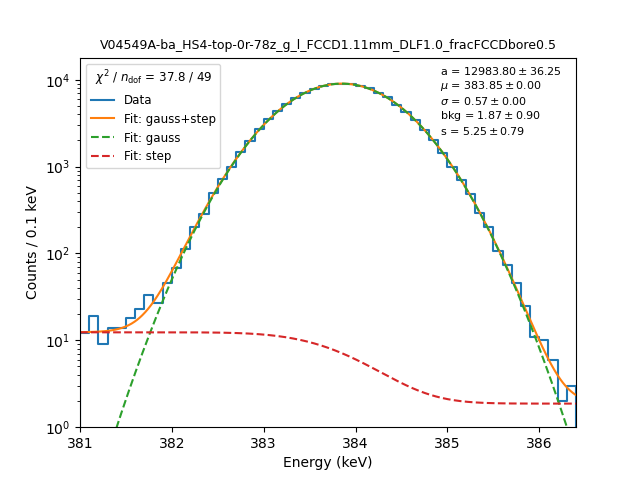 V04549A-ba_HS4-top-0r-78z_g_l_FCCD1.11mm_DLF1.0_fracFCCDbore0.5
χ² / n_dof = 37.8 / 49
Data
Fit: gauss+step
Fit: gauss
Fit: step
a = 12983.80 ± 36.25
μ = 383.85 ± 0.00
σ = 0.57 ± 0.00
bkg = 1.87 ± 0.90
s = 5.25 ± 0.79
Counts / 0.1 keV
10⁴
10³
10²
10¹
10⁰
381 382 383 384 385 386
Energy (keV)